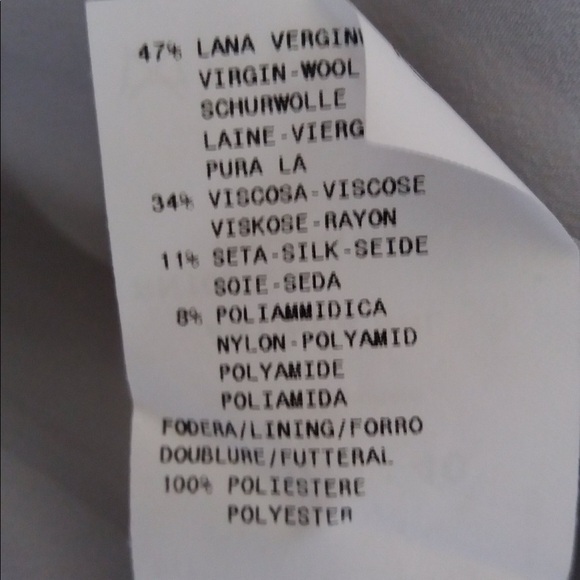 47% LANA VERGIN
VIRGIN-WOOL
SCHURWOLLE
LAINE-VIERG
PURA LA
34% VISCOSA-VISCOSE
VISKOSE-RAYON
11% SETA-SILK-SEIDE
SOIE-SEDA
8% POLIAMMIDICA
NYLON-POLYAMID
POLYAMIDE
POLIAMIDA
FODERA/LINING/FORRO
DOUBLURE/FUTTERAL
100% POLIESTERE
POLYESTER